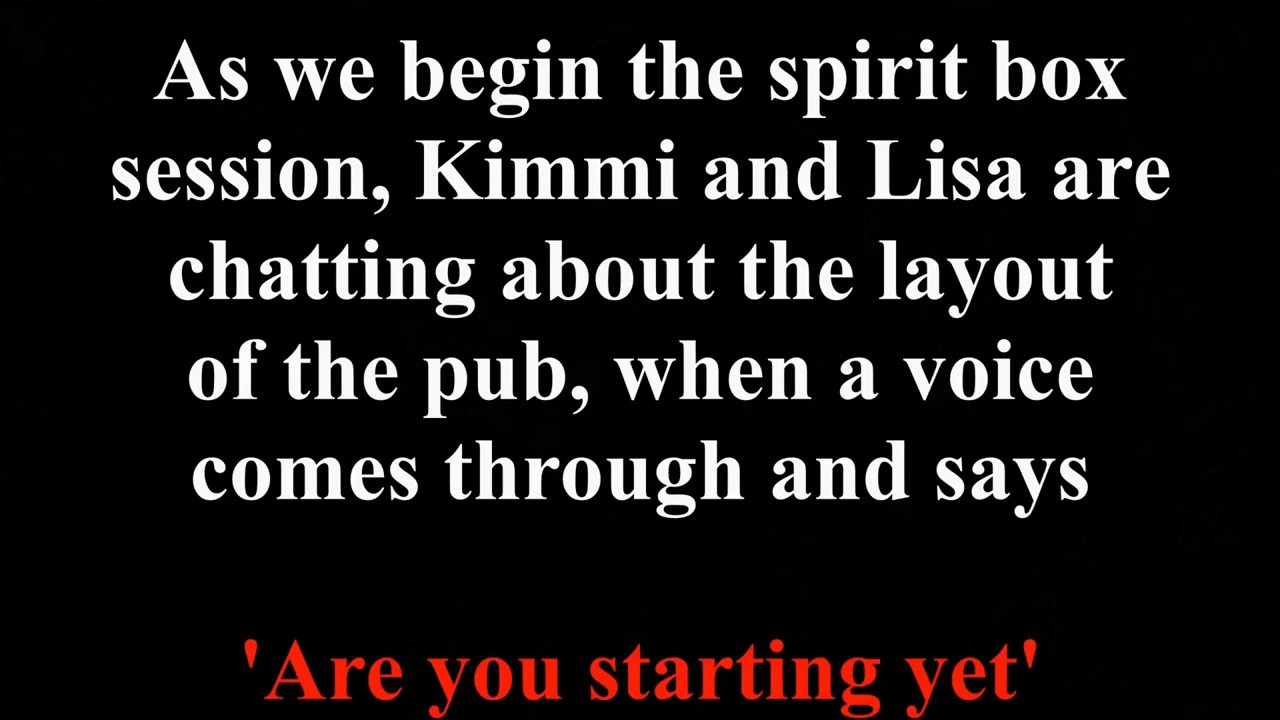 As we begin the spirit box
session, Kimmi and Lisa are
chatting about the layout
of the pub, when a voice
comes through and says
'Are you starting yet'